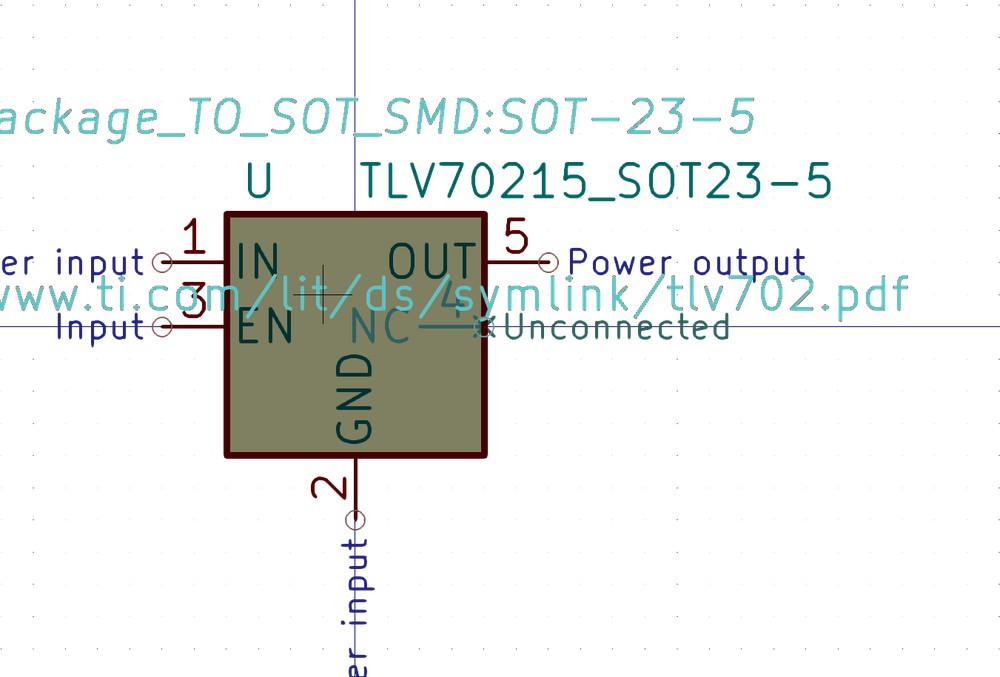 ackage_TO_SOT_SMD:SOT-23-5
U TLV70215_SOT23-5
er input 1 IN OUT 5 Power output
www.ti.com/lit/ds/symlink/tlv702.pdf
3 4
Input EN NC Unconnected
GND
2
er input